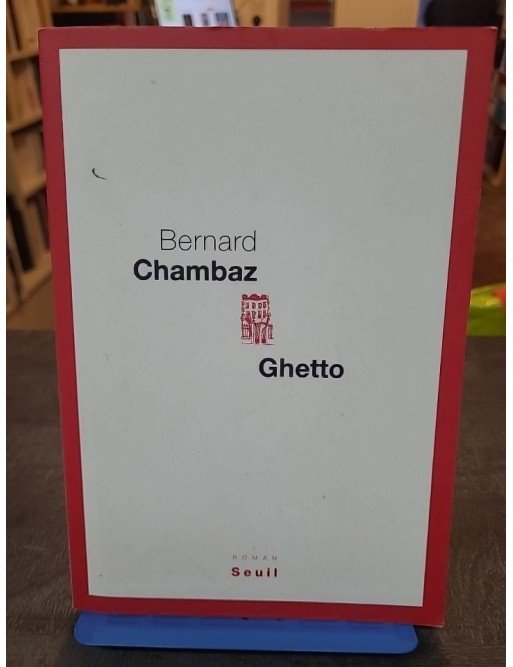 Bernard
Chambaz
Ghetto
ROMAN
Seuil